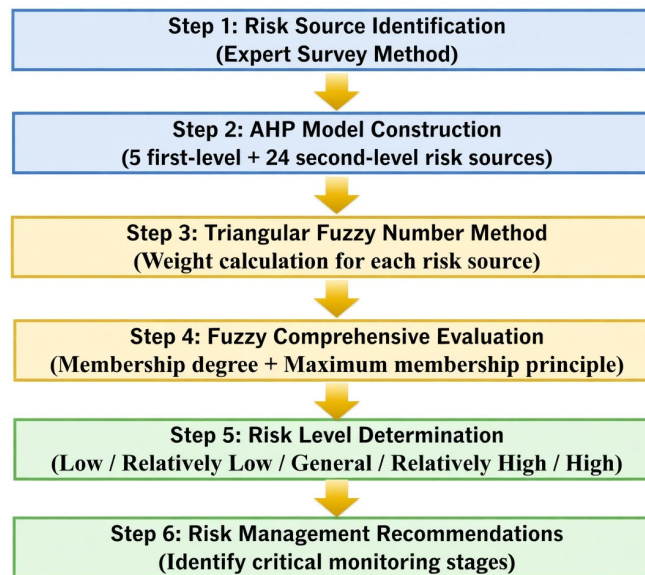 Step 1: Risk Source Identification
(Expert Survey Method)
Step 2: AHP Model Construction
(5 first-level + 24 second-level risk sources)
Step 3: Triangular Fuzzy Number Method
(Weight calculation for each risk source)
Step 4: Fuzzy Comprehensive Evaluation
(Membership degree + Maximum membership principle)
Step 5: Risk Level Determination
(Low / Relatively Low / General / Relatively High / High)
Step 6: Risk Management Recommendations
(Identify critical monitoring stages)